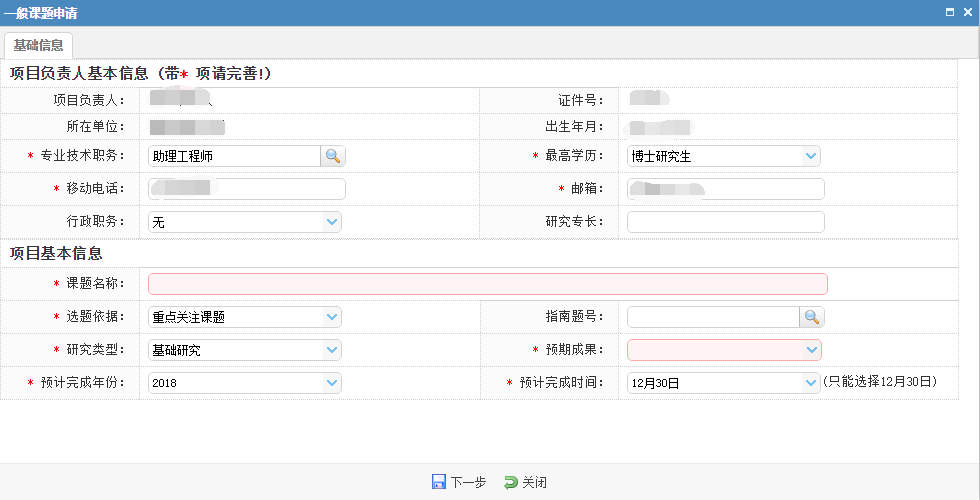 一般课题申请
基础信息
项目负责人基本信息（带* 项请完善!）
项目负责人： 证件号：
所在单位： 出生年月：
* 专业技术职务： 助理工程师 * 最高学历： 博士研究生
* 移动电话： * 邮箱：
行政职务： 无 研究专长：
项目基本信息
* 课题名称：
* 选题依据： 重点关注课题 指南题号：
* 研究类型： 基础研究 * 预期成果：
* 预计完成年份： 2018 * 预计完成时间： 12月30日 (只能选择12月30日)
下一步 关闭